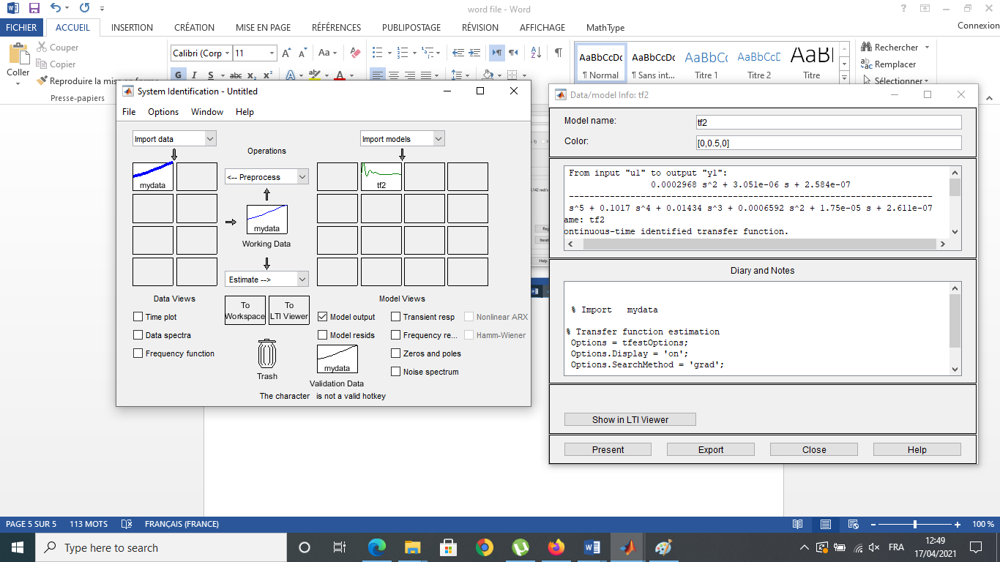 word file - Word
FICHIER ACCUEIL INSERTION CRÉATION MISE EN PAGE RÉFÉRENCES PUBLIPOSTAGE RÉVISION AFFICHAGE MathType Connexion
Coller
Couper
Copier
Reproduire la mise en forme
Presse-papiers
Calibri (Corp 11
G I S abc x₂ x²
AaBbCcDc AaBbCcDc AaBbCc AaBbCcD AaBl
¶ Normal ¶ Sans int... Titre 1 Titre 2 Titre
Rechercher
Remplacer
Sélectionner
System Identification - Untitled
File Options Window Help
Import data
Operations
Import models
<-- Preprocess
mydata
tf2
mydata
Working Data
Estimate -->
Data Views
Model Views
To Workspace
To LTI Viewer
Time plot
Data spectra
Frequency function
Model output
Model resids
Transient resp
Frequency re...
Zeros and poles
Noise spectrum
Nonlinear ARX
Hamm-Wiener
Trash
mydata
Validation Data
The character is not a valid hotkey
Data/model Info: tf2
Model name: tf2
Color: [0,0.5,0]
From input "u1" to output "y1":
0.0002968 s^2 + 3.051e-06 s + 2.584e-07
-----------------------------------------------------------------------
s^5 + 0.1017 s^4 + 0.01434 s^3 + 0.0006592 s^2 + 1.75e-05 s + 2.611e-07
ame: tf2
ontinuous-time identified transfer function.
Diary and Notes
% Import mydata
% Transfer function estimation
Options = tfestOptions;
Options.Display = 'on';
Options.SearchMethod = 'grad';
Show in LTI Viewer
Present Export Close Help
PAGE 5 SUR 5 113 MOTS FRANÇAIS (FRANCE) 100 %
Type here to search
FRA
12:49
17/04/2021